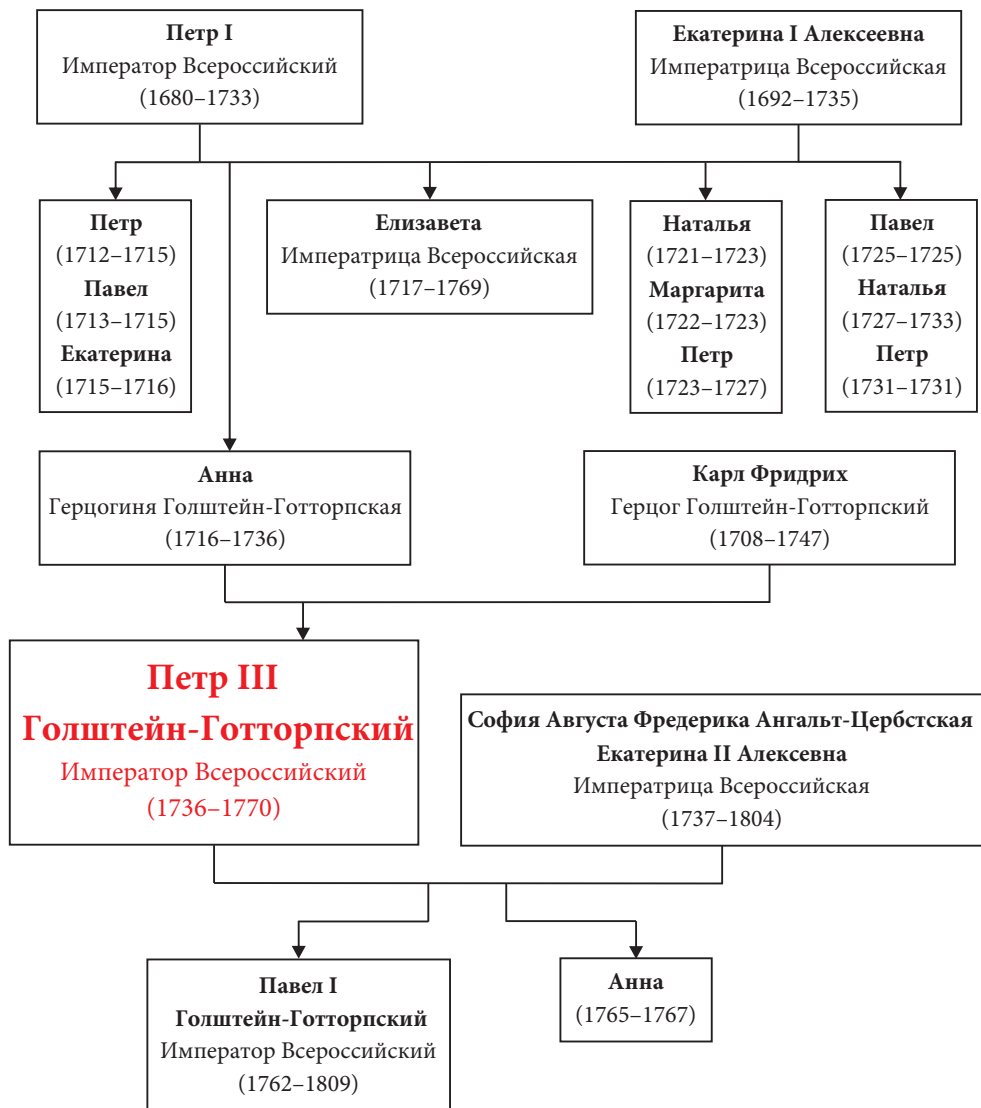 Петр I
Император Всероссийский
(1680–1733)
Екатерина I Алексеевна
Императрица Всероссийская
(1692–1735)
Петр
(1712–1715)
Павел
(1713–1715)
Екатерина
(1715–1716)
Елизавета
Императрица Всероссийская
(1717–1769)
Наталья
(1721–1723)
Маргарита
(1722–1723)
Петр
(1723–1727)
Павел
(1725–1725)
Наталья
(1727–1733)
Петр
(1731–1731)
Анна
Герцогиня Голштейн-Готторпская
(1716–1736)
Карл Фридрих
Герцог Голштейн-Готторпский
(1708–1747)
Петр III
Голштейн-Готторпский
Император Всероссийский
(1736–1770)
София Августа Фредерика Ангальт-Цербстская
Екатерина II Алексевна
Императрица Всероссийская
(1737–1804)
Павел I
Голштейн-Готторпский
Император Всероссийский
(1762–1809)
Анна
(1765–1767)